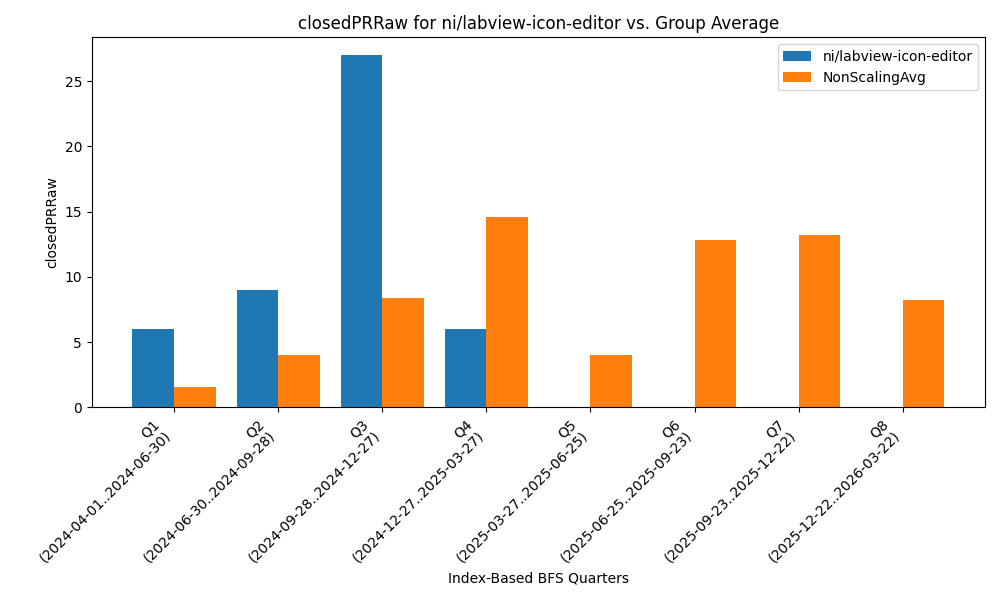 closedPRRaw for ni/labview-icon-editor vs. Group Average
ni/labview-icon-editor
NonScalingAvg
closedPRRaw
25
20
15
10
5
0
Q1
(2024-04-01..2024-06-30)
Q2
(2024-06-30..2024-09-28)
Q3
(2024-09-28..2024-12-27)
Q4
(2024-12-27..2025-03-27)
Q5
(2025-03-27..2025-06-25)
Q6
(2025-06-25..2025-09-23)
Q7
(2025-09-23..2025-12-22)
Q8
(2025-12-22..2026-03-22)
Index-Based BFS Quarters